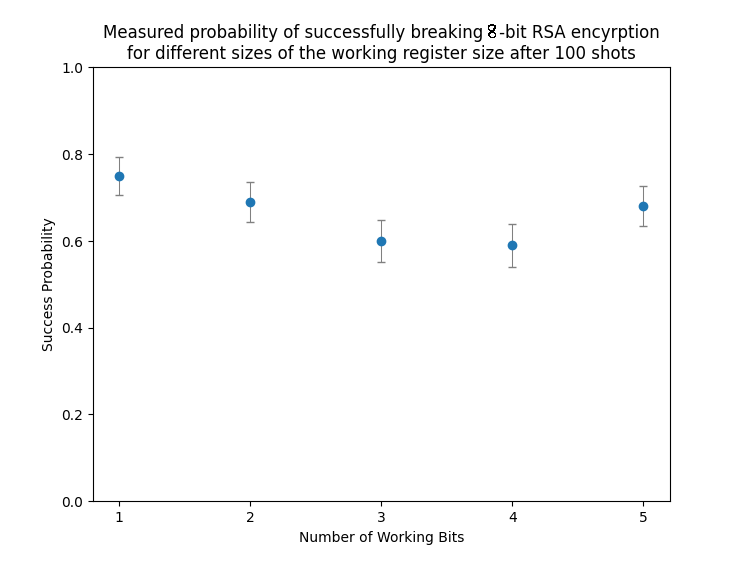 Measured probability of successfully breaking 8-bit RSA encyrption
for different sizes of the working register size after 100 shots
1.0
0.8
0.6
0.4
0.2
0.0
Success Probability
1 2 3 4 5
Number of Working Bits